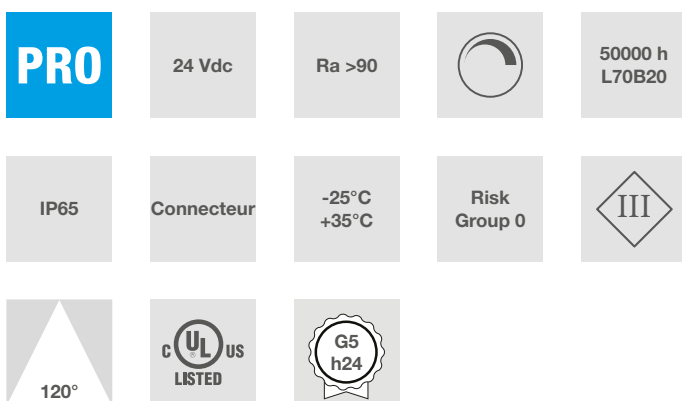 PRO
24 Vdc
Ra >90
50000 h
L70B20
IP65
Connecteur
-25°C
+35°C
Risk
Group 0
III
120°
C UL ® US
LISTED
G5
h24